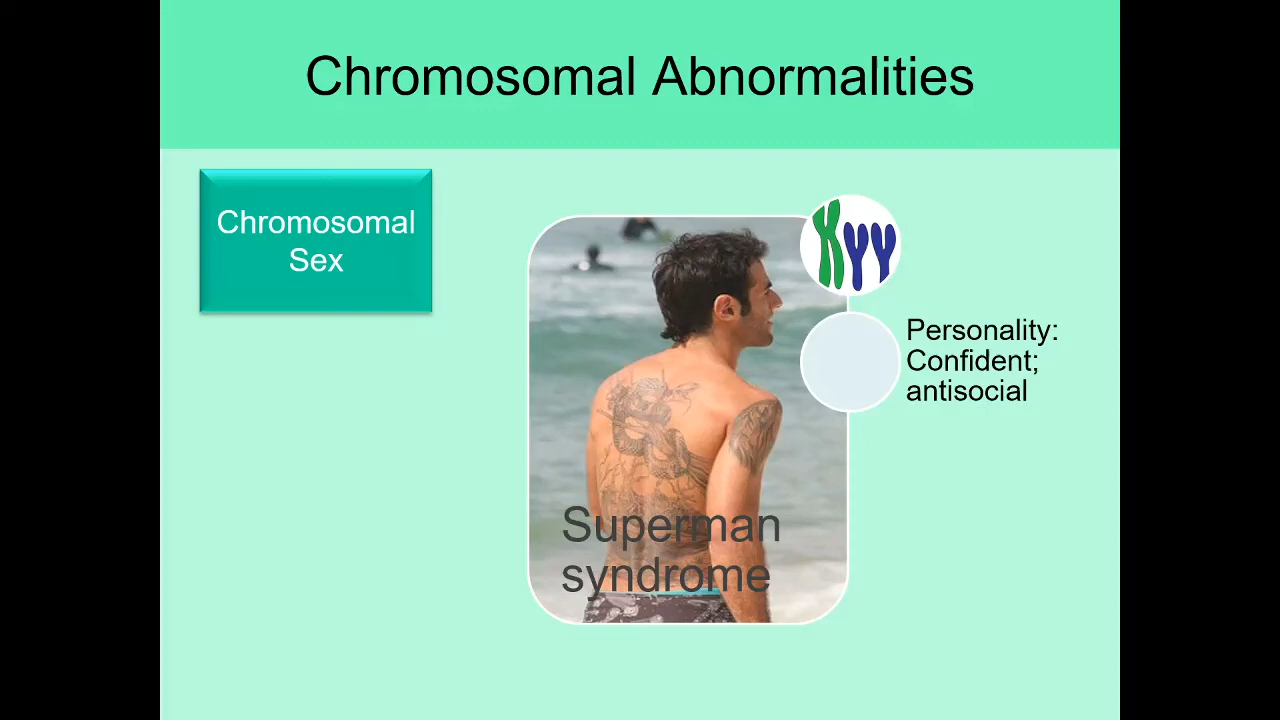 Chromosomal Abnormalities
Chromosomal
Sex
Personality:
Confident;
antisocial
Superman
syndrome